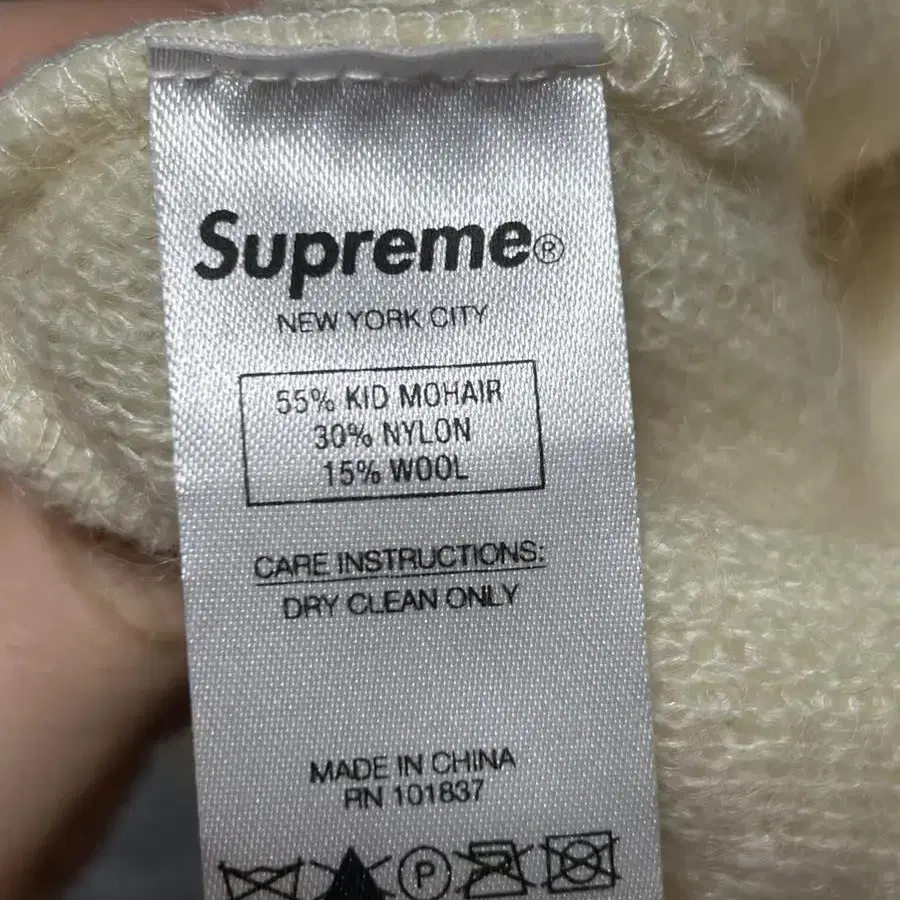 Supreme®
NEW YORK CITY
55% KID MOHAIR
30% NYLON
15% WOOL
CARE INSTRUCTIONS:
DRY CLEAN ONLY
MADE IN CHINA
RN 101837
P